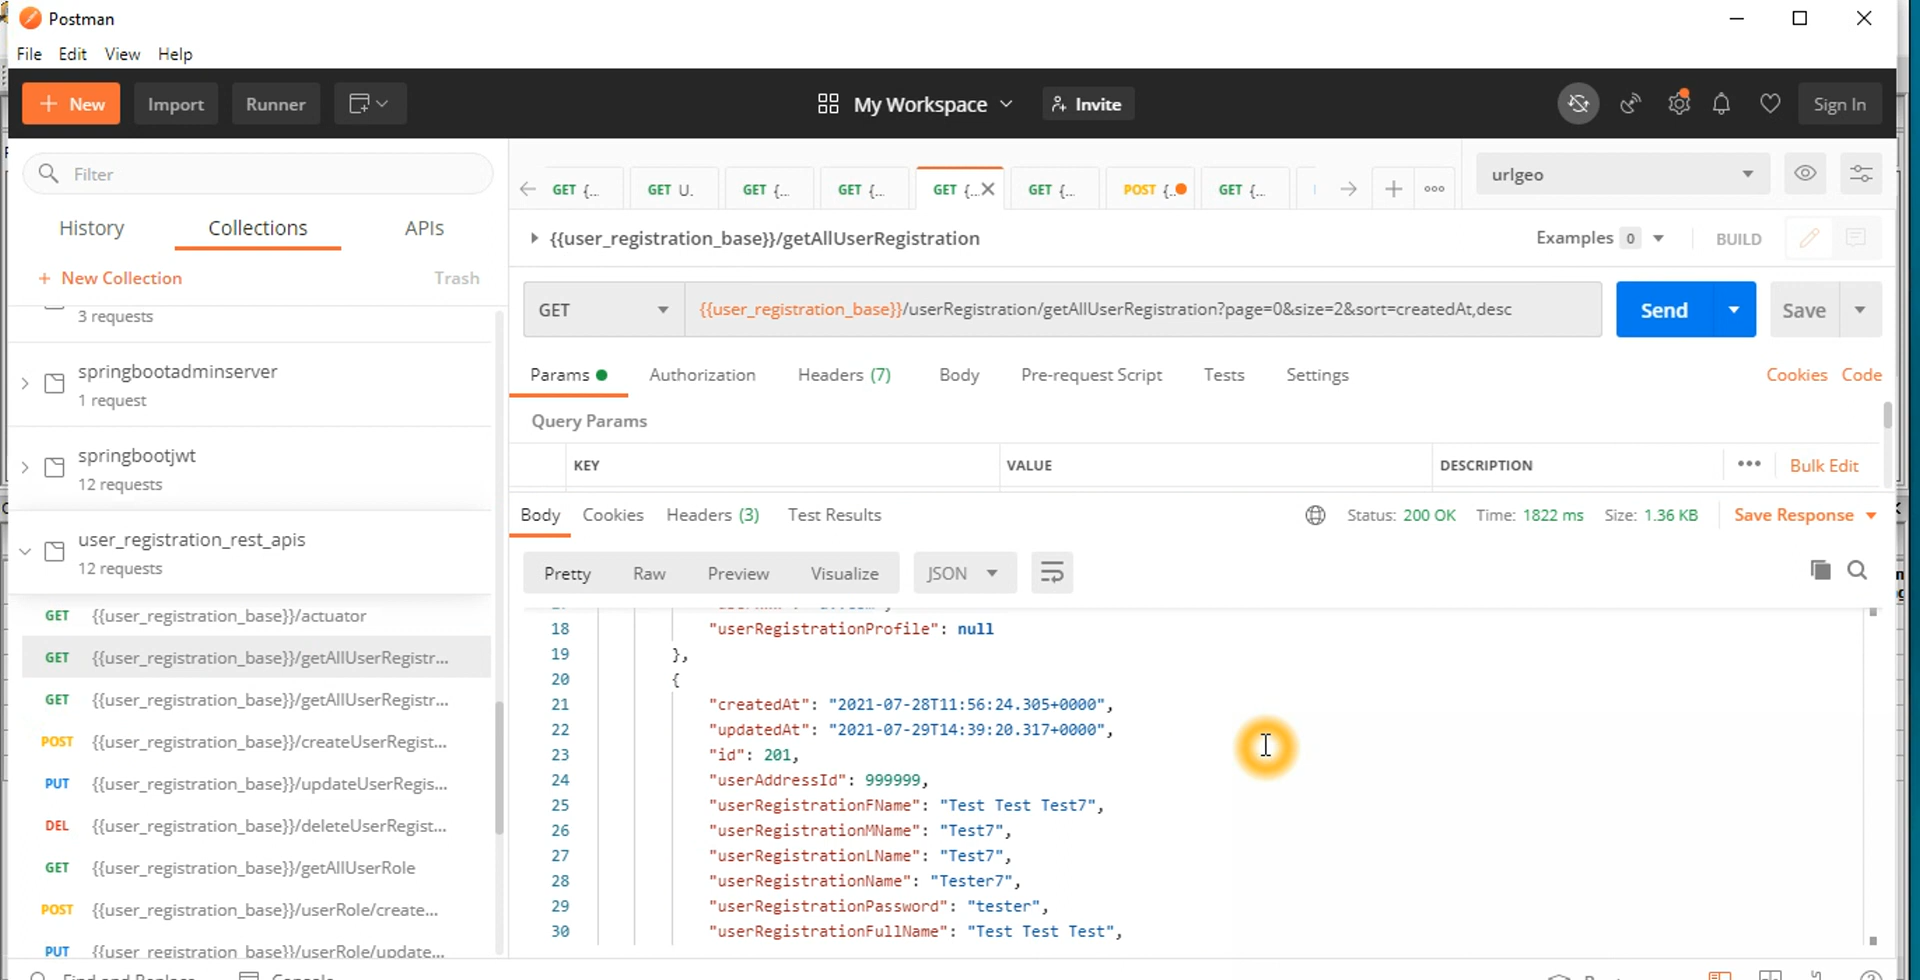 Postman
File Edit View Help
+ New Import Runner My Workspace Invite Sign In
Filter
GET {... GET U. GET {... GET {... GET {... GET {... POST {.. GET {... urlgeo
History Collections APIs
{{user_registration_base}}/getAllUserRegistration Examples 0 BUILD
+ New Collection Trash
3 requests
GET {{user_registration_base}}/userRegistration/getAllUserRegistration?page=0&size=2&sort=createdAt,desc Send Save
springbootadminserver
1 request
Params Authorization Headers (7) Body Pre-request Script Tests Settings Cookies Code
Query Params
KEY VALUE DESCRIPTION Bulk Edit
springbootjwt
12 requests
Body Cookies Headers (3) Test Results Status: 200 OK Time: 1822 ms Size: 1.36 KB Save Response
user_registration_rest_apis
12 requests
Pretty Raw Preview Visualize JSON
GET {{user_registration_base}}/actuator
GET {{user_registration_base}}/getAllUserRegistr...
GET {{user_registration_base}}/getAllUserRegistr...
POST {{user_registration_base}}/createUserRegist...
PUT {{user_registration_base}}/updateUserRegis...
DEL {{user_registration_base}}/deleteUserRegist...
GET {{user_registration_base}}/getAllUserRole
POST {{user_registration_base}}/userRole/create...
PUT {{user_registration_base}}/userRole/update...
18 "userRegistrationProfile": null
19 },
20 {
21 "createdAt": "2021-07-28T11:56:24.305+0000",
22 "updatedAt": "2021-07-29T14:39:20.317+0000",
23 "id": 201,
24 "userAddressId": 999999,
25 "userRegistrationFName": "Test Test Test7",
26 "userRegistrationMName": "Test7",
27 "userRegistrationLName": "Test7",
28 "userRegistrationName": "Tester7",
29 "userRegistrationPassword": "tester",
30 "userRegistrationFullName": "Test Test Test",
Find and Replace Console